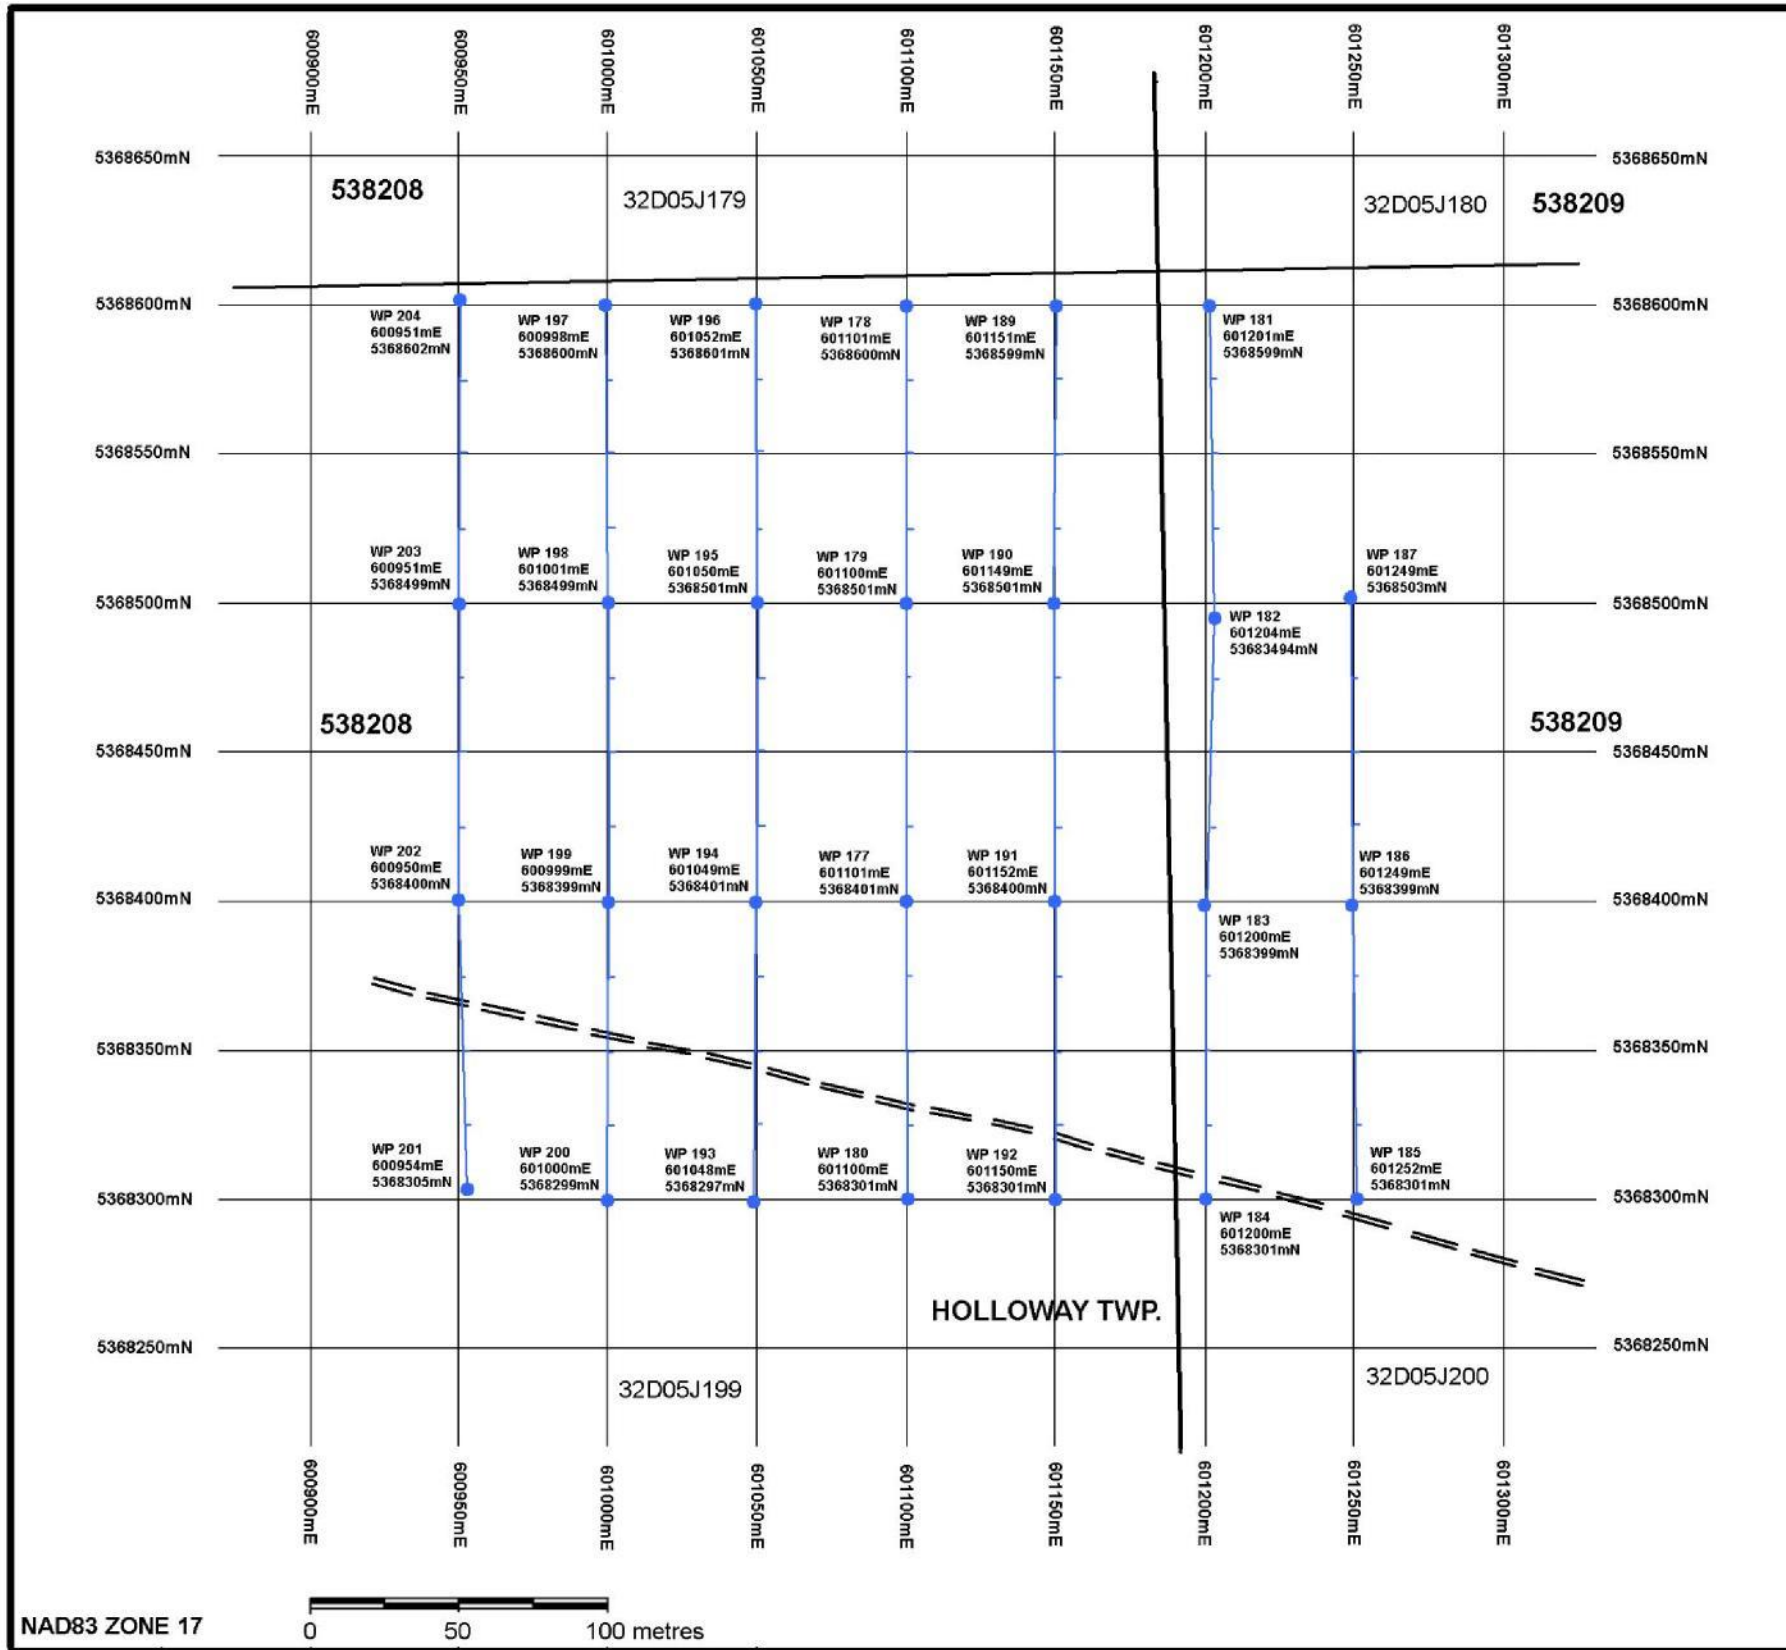 600900mE
600950mE
601000mE
601050mE
601100mE
601150mE
601200mE
601250mE
601300mE
5368650mN
5368650mN
538208
32D05J179
32D05J180
538209
5368600mN
5368600mN
WP 204
600951mE
5368602mN
WP 197
600998mE
5368600mN
WP 196
601052mE
5368601mN
WP 178
601101mE
5368600mN
WP 189
601151mE
5368599mN
WP 181
601201mE
5368599mN
5368550mN
5368550mN
WP 203
600951mE
5368499mN
WP 198
601001mE
5368499mN
WP 195
601050mE
5368501mN
WP 179
601100mE
5368501mN
WP 190
601149mE
5368501mN
WP 187
601249mE
5368503mN
5368500mN
5368500mN
WP 182
601204mE
53683494mN
538208
538209
5368450mN
5368450mN
WP 202
600950mE
5368400mN
WP 199
600999mE
5368399mN
WP 194
601049mE
5368401mN
WP 177
601101mE
5368401mN
WP 191
601152mE
5368400mN
WP 186
601249mE
5368399mN
5368400mN
5368400mN
WP 183
601200mE
5368399mN
5368350mN
5368350mN
WP 201
600954mE
5368305mN
WP 200
601000mE
5368299mN
WP 193
601048mE
5368297mN
WP 180
601100mE
5368301mN
WP 192
601150mE
5368301mN
WP 185
601252mE
5368301mN
5368300mN
5368300mN
WP 184
601200mE
5368301mN
HOLLOWAY TWP.
5368250mN
5368250mN
32D05J199
32D05J200
600900mE
600950mE
601000mE
601050mE
601100mE
601150mE
601200mE
601250mE
601300mE
NAD83 ZONE 17
0 50 100 metres